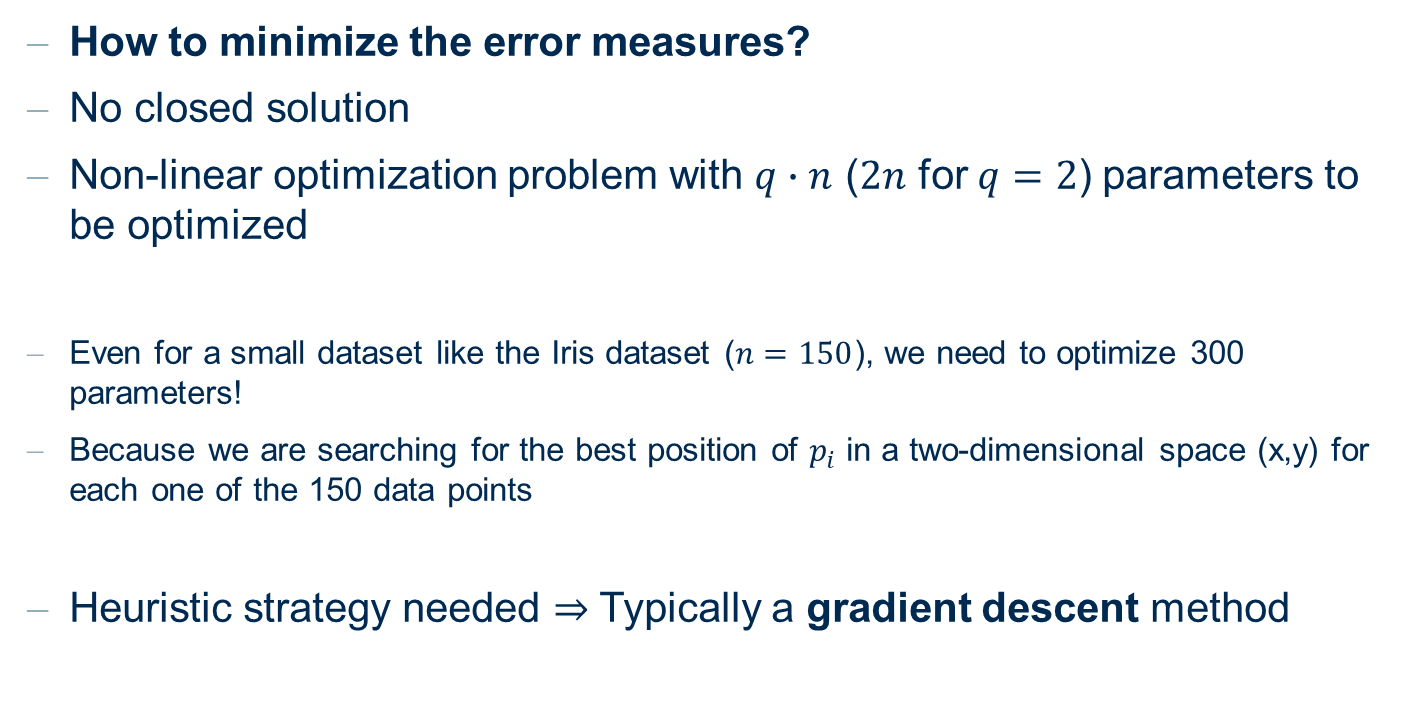 – How to minimize the error measures?
– No closed solution
– Non-linear optimization problem with 𝑞 · 𝑛 (2𝑛 for 𝑞 = 2) parameters to
be optimized
– Even for a small dataset like the Iris dataset (𝑛 = 150), we need to optimize 300
parameters!
– Because we are searching for the best position of 𝑝ᵢ in a two-dimensional space (x,y) for
each one of the 150 data points
– Heuristic strategy needed ⇒ Typically a gradient descent method